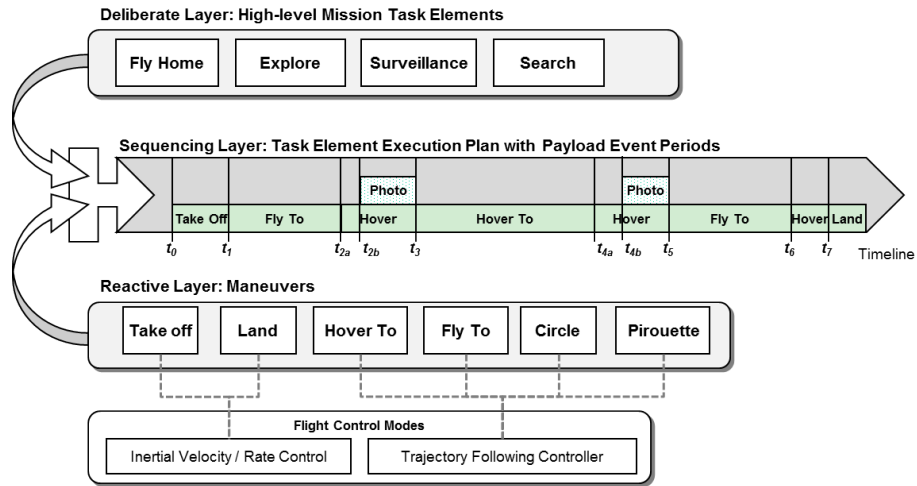 Deliberate Layer: High-level Mission Task Elements
Fly Home Explore Surveillance Search
Sequencing Layer: Task Element Execution Plan with Payload Event Periods
Photo Photo
Take Off Fly To Hover Hover To Hover Fly To Hover Land
t0 t1 t2a t2b t3 t4a t4b t5 t6 t7 Timeline
Reactive Layer: Maneuvers
Take off Land Hover To Fly To Circle Pirouette
Flight Control Modes
Inertial Velocity / Rate Control Trajectory Following Controller